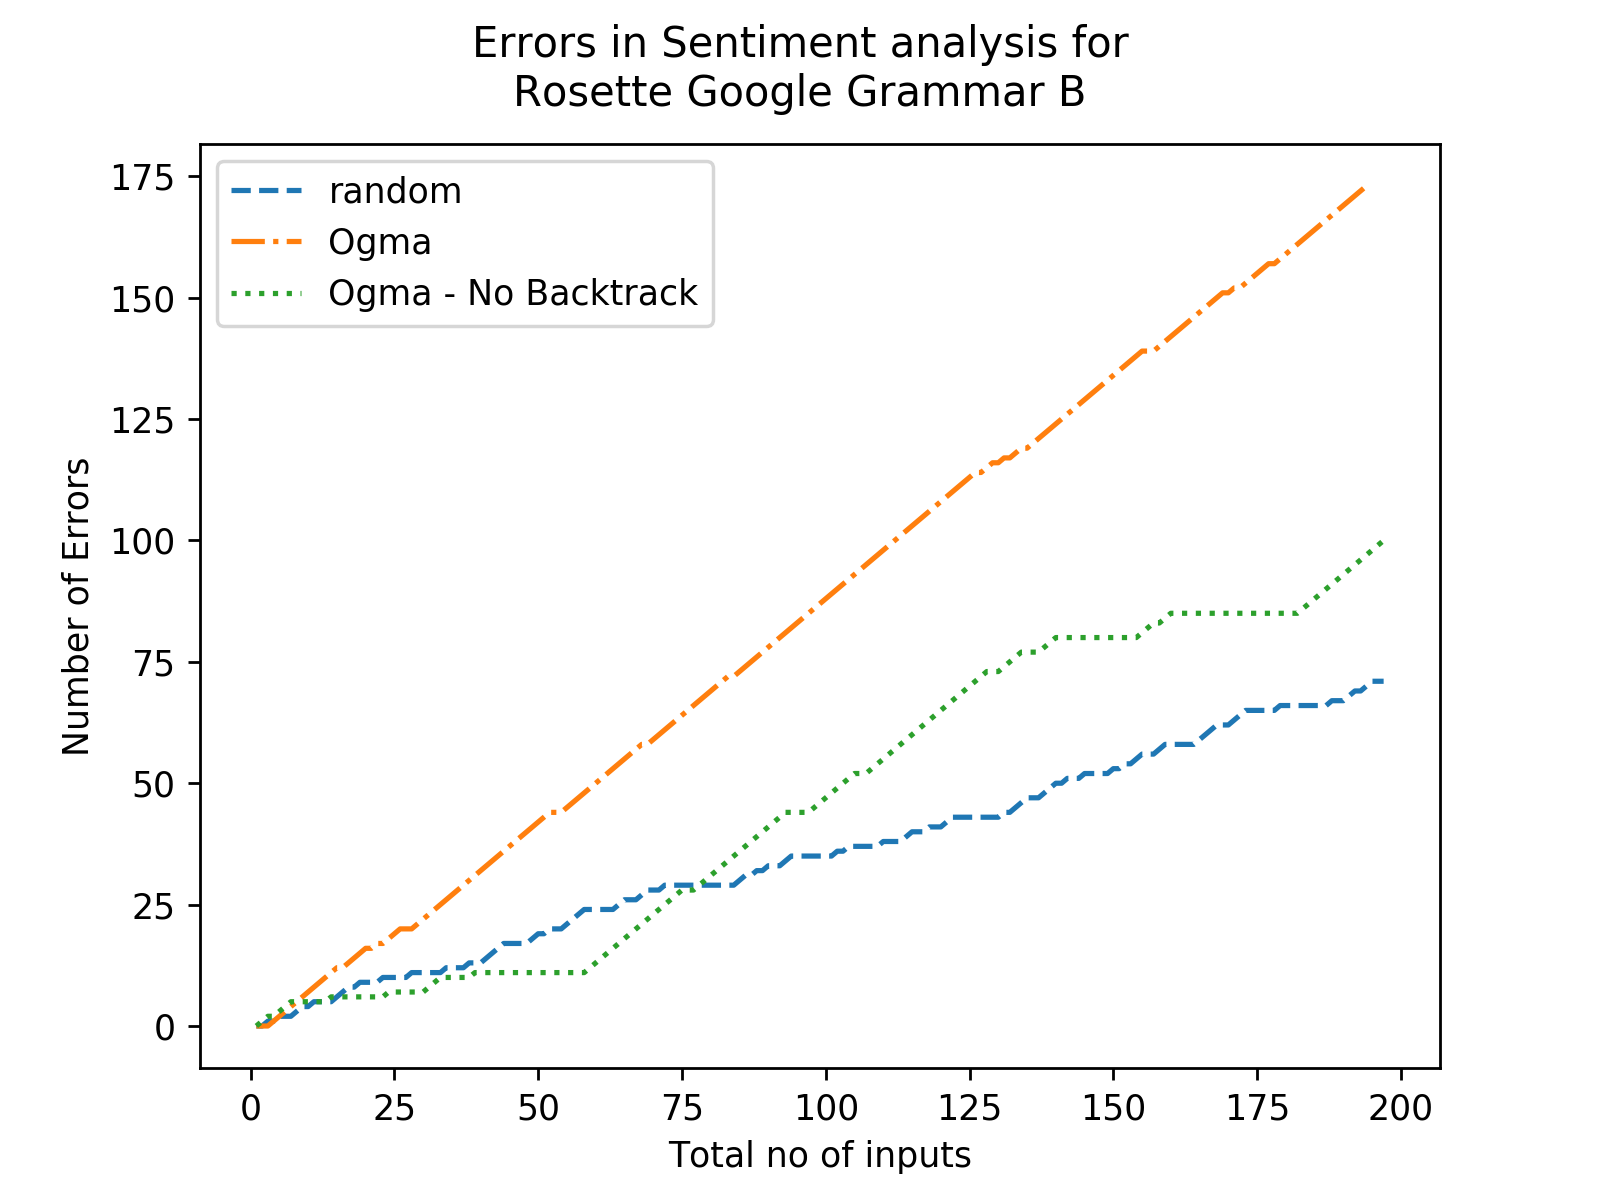 Errors in Sentiment analysis for
Rosette Google Grammar B
random
Ogma
Ogma - No Backtrack
175
150
125
100
75
50
25
0
Number of Errors
0 25 50 75 100 125 150 175 200
Total no of inputs